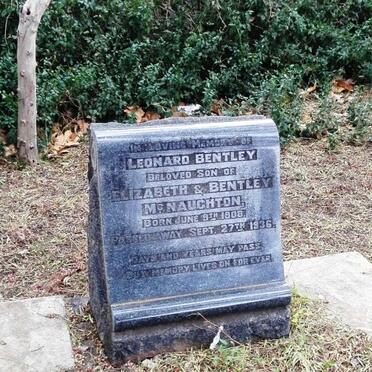 In Loving Memory of
Leonard Bentley
Beloved Son of
Elizabeth & Bentley
McNaughton,
Born June 9th 1906,
Passed Away Sept. 27th 1936.
Days and years may pass
But memory lives on for ever.